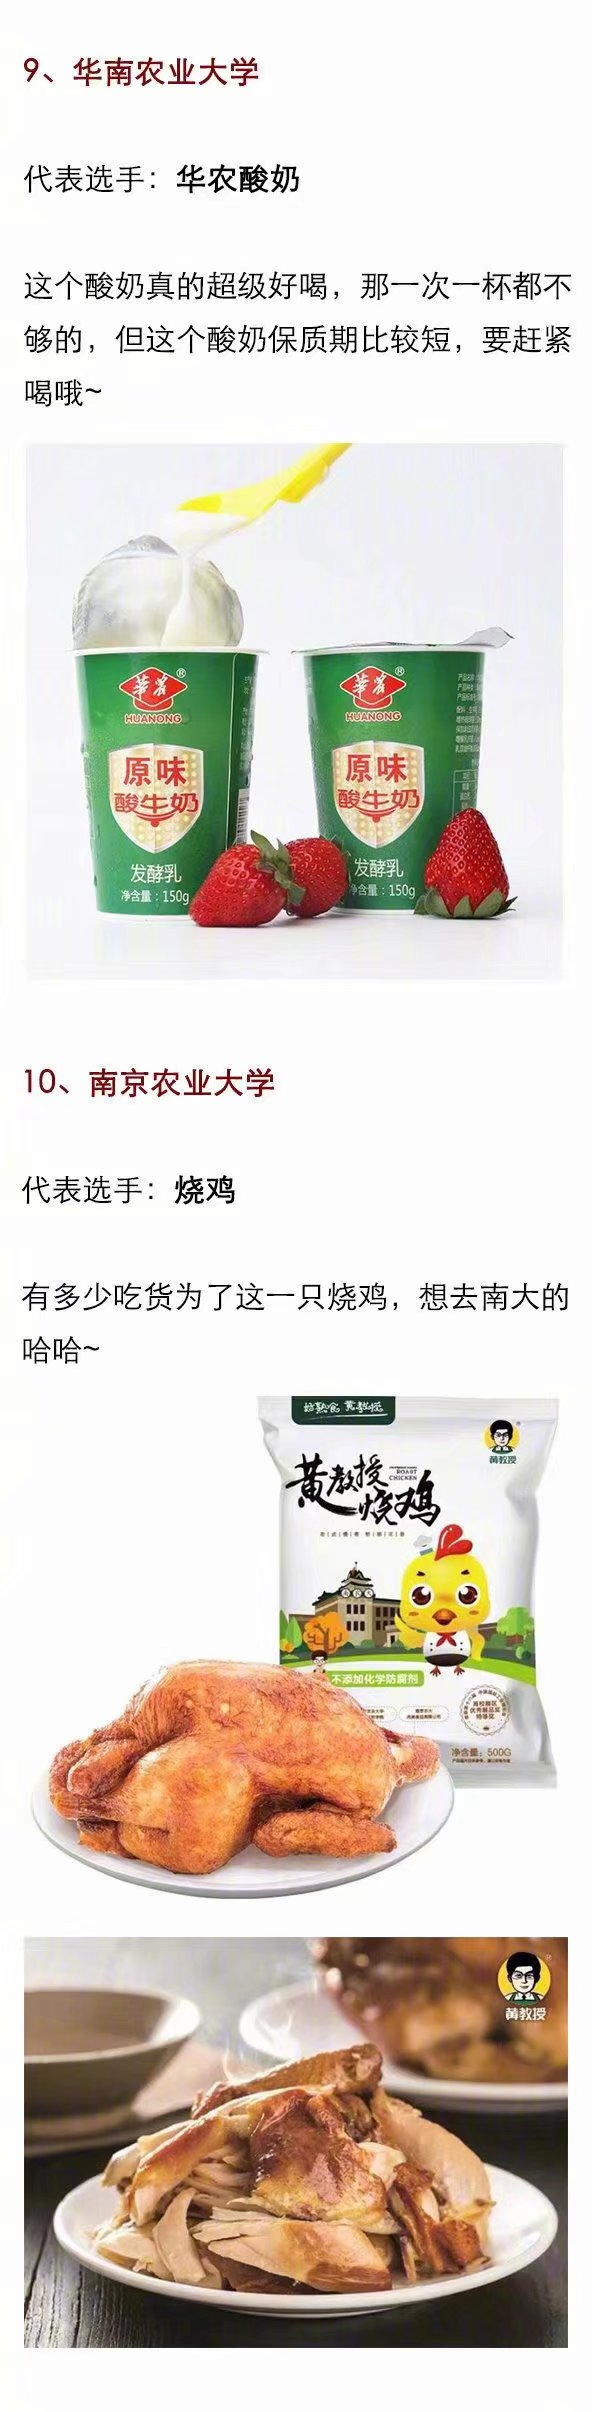 9、华南农业大学
代表选手：华农酸奶
这个酸奶真的超级好喝，那一次一杯都不
够的，但这个酸奶保质期比较短，要赶紧
喝哦~
華农®
HUANONG
原味
酸牛奶
发酵乳
净含量：150g
華农®
HUANONG
原味
酸牛奶
发酵乳
净含量：150g
10、南京农业大学
代表选手：烧鸡
有多少吃货为了这一只烧鸡，想去南大的
哈哈~
黄教授
黄教授
ROAST
CHICKEN
烧鸡
不添加化学防腐剂
净含量：500G
黄教授